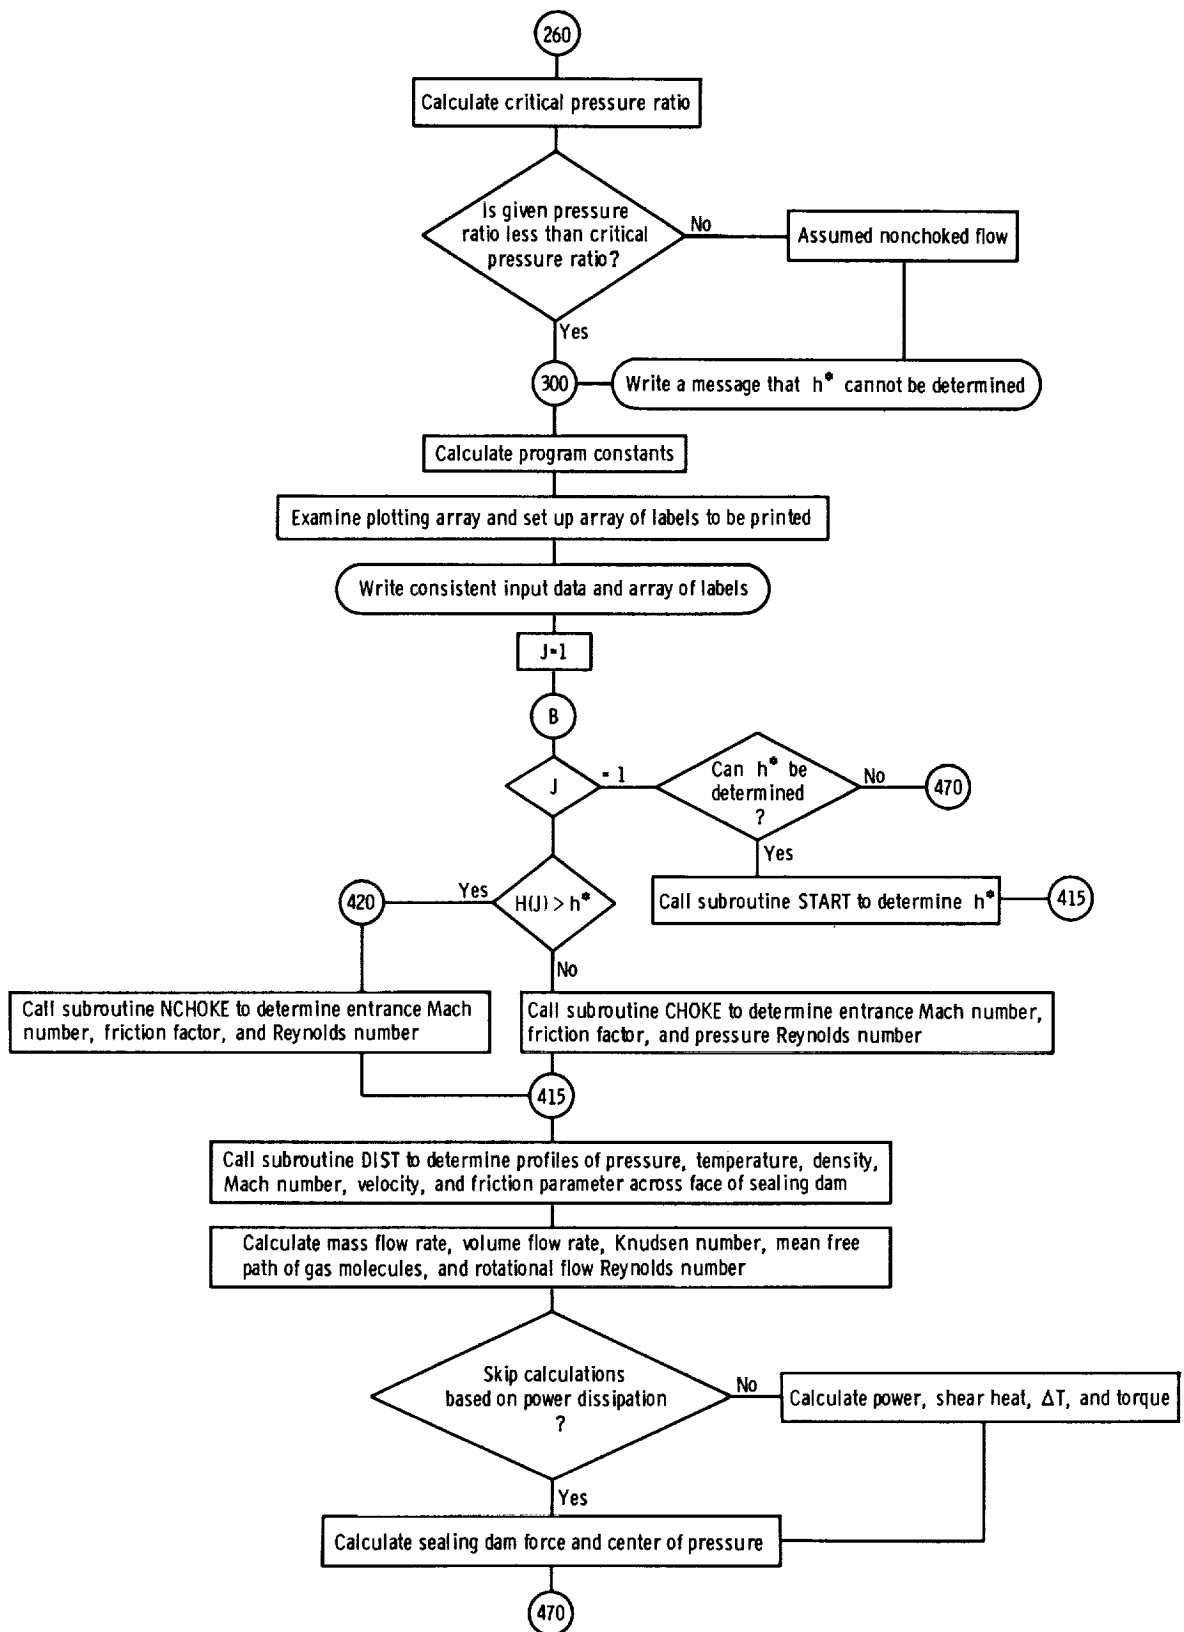 260
Calculate critical pressure ratio
Is given pressure
ratio less than critical
pressure ratio?
No
Assumed nonchoked flow
Yes
300
Write a message that h* cannot be determined
Calculate program constants
Examine plotting array and set up array of labels to be printed
Write consistent input data and array of labels
J=1
B
J
= 1
Can h* be
determined
?
No
470
Yes
Call subroutine START to determine h*
415
H(J) > h*
Yes
420
No
Call subroutine NCHOKE to determine entrance Mach
number, friction factor, and Reynolds number
Call subroutine CHOKE to determine entrance Mach number,
friction factor, and pressure Reynolds number
415
Call subroutine DIST to determine profiles of pressure, temperature, density,
Mach number, velocity, and friction parameter across face of sealing dam
Calculate mass flow rate, volume flow rate, Knudsen number, mean free
path of gas molecules, and rotational flow Reynolds number
Skip calculations
based on power dissipation
?
No
Calculate power, shear heat, ΔT, and torque
Yes
Calculate sealing dam force and center of pressure
470